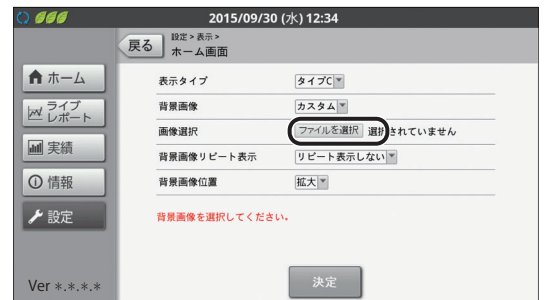 2015/09/30 (水) 12:34
戻る
設定 > 表示 >
ホーム画面
ホーム
ライブ
レポート
実績
情報
設定
Ver *.*.*.*
表示タイプ タイプC
背景画像 カスタム
画像選択 ファイルを選択 選択されていません
背景画像リピート表示 リピート表示しない
背景画像位置 拡大
背景画像を選択してください。
決定